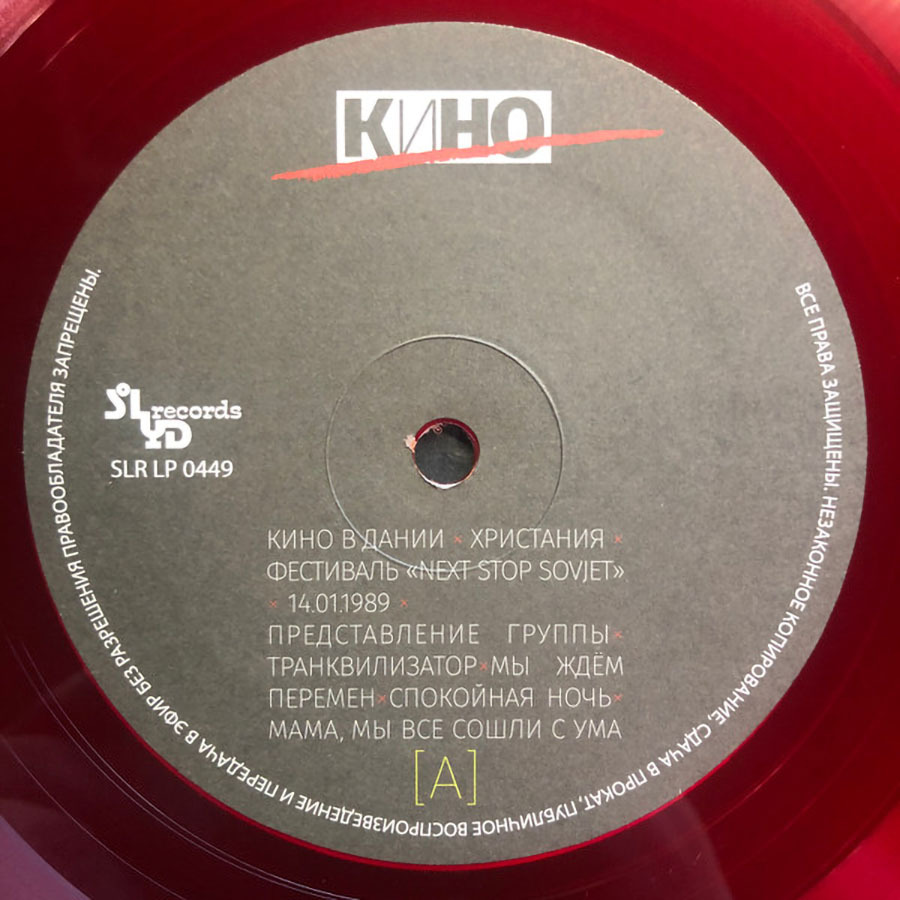 КИНО
SOLYD records
SLR LP 0449
КИНО В ДАНИИ × ХРИСТАНИЯ ×
ФЕСТИВАЛЬ «NEXT STOP SOVJET»
× 14.01.1989 ×
ПРЕДСТАВЛЕНИЕ ГРУППЫ ×
ТРАНКВИЛИЗАТОР × МЫ ЖДЁМ
ПЕРЕМЕН × СПОКОЙНАЯ НОЧЬ ×
МАМА, МЫ ВСЕ СОШЛИ С УМА
[A]
ВСЕ ПРАВА ЗАЩИЩЕНЫ. НЕЗАКОННОЕ КОПИРОВАНИЕ, СДАЧА В ПРОКАТ, ПУБЛИЧНОЕ ВОСПРОИЗВЕДЕНИЕ И ПЕРЕДАЧА В ЭФИР БЕЗ РАЗРЕШЕНИЯ ПРАВООБЛАДАТЕЛЯ ЗАПРЕЩЕНЫ.